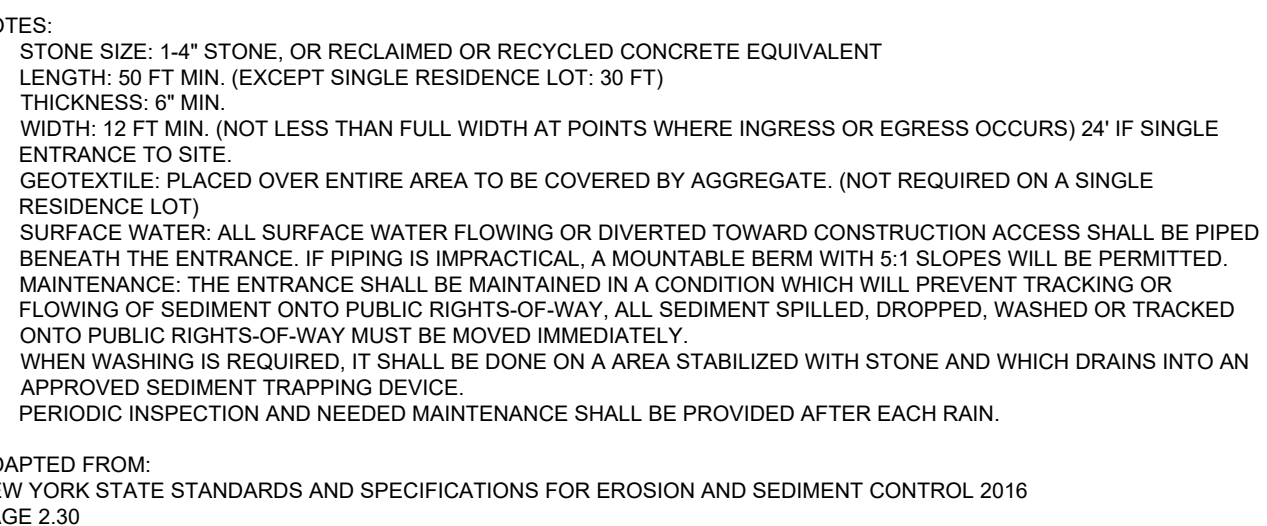 OTES:
STONE SIZE: 1-4" STONE, OR RECLAIMED OR RECYCLED CONCRETE EQUIVALENT
LENGTH: 50 FT MIN. (EXCEPT SINGLE RESIDENCE LOT: 30 FT)
THICKNESS: 6" MIN.
WIDTH: 12 FT MIN. (NOT LESS THAN FULL WIDTH AT POINTS WHERE INGRESS OR EGRESS OCCURS) 24' IF SINGLE
ENTRANCE TO SITE.
GEOTEXTILE: PLACED OVER ENTIRE AREA TO BE COVERED BY AGGREGATE. (NOT REQUIRED ON A SINGLE
RESIDENCE LOT)
SURFACE WATER: ALL SURFACE WATER FLOWING OR DIVERTED TOWARD CONSTRUCTION ACCESS SHALL BE PIPED
BENEATH THE ENTRANCE. IF PIPING IS IMPRACTICAL, A MOUNTABLE BERM WITH 5:1 SLOPES WILL BE PERMITTED.
MAINTENANCE: THE ENTRANCE SHALL BE MAINTAINED IN A CONDITION WHICH WILL PREVENT TRACKING OR
FLOWING OF SEDIMENT ONTO PUBLIC RIGHTS-OF-WAY, ALL SEDIMENT SPILLED, DROPPED, WASHED OR TRACKED
ONTO PUBLIC RIGHTS-OF-WAY MUST BE MOVED IMMEDIATELY.
WHEN WASHING IS REQUIRED, IT SHALL BE DONE ON A AREA STABILIZED WITH STONE AND WHICH DRAINS INTO AN
APPROVED SEDIMENT TRAPPING DEVICE.
PERIODIC INSPECTION AND NEEDED MAINTENANCE SHALL BE PROVIDED AFTER EACH RAIN.
DAPTED FROM:
EW YORK STATE STANDARDS AND SPECIFICATIONS FOR EROSION AND SEDIMENT CONTROL 2016
AGE 2.30